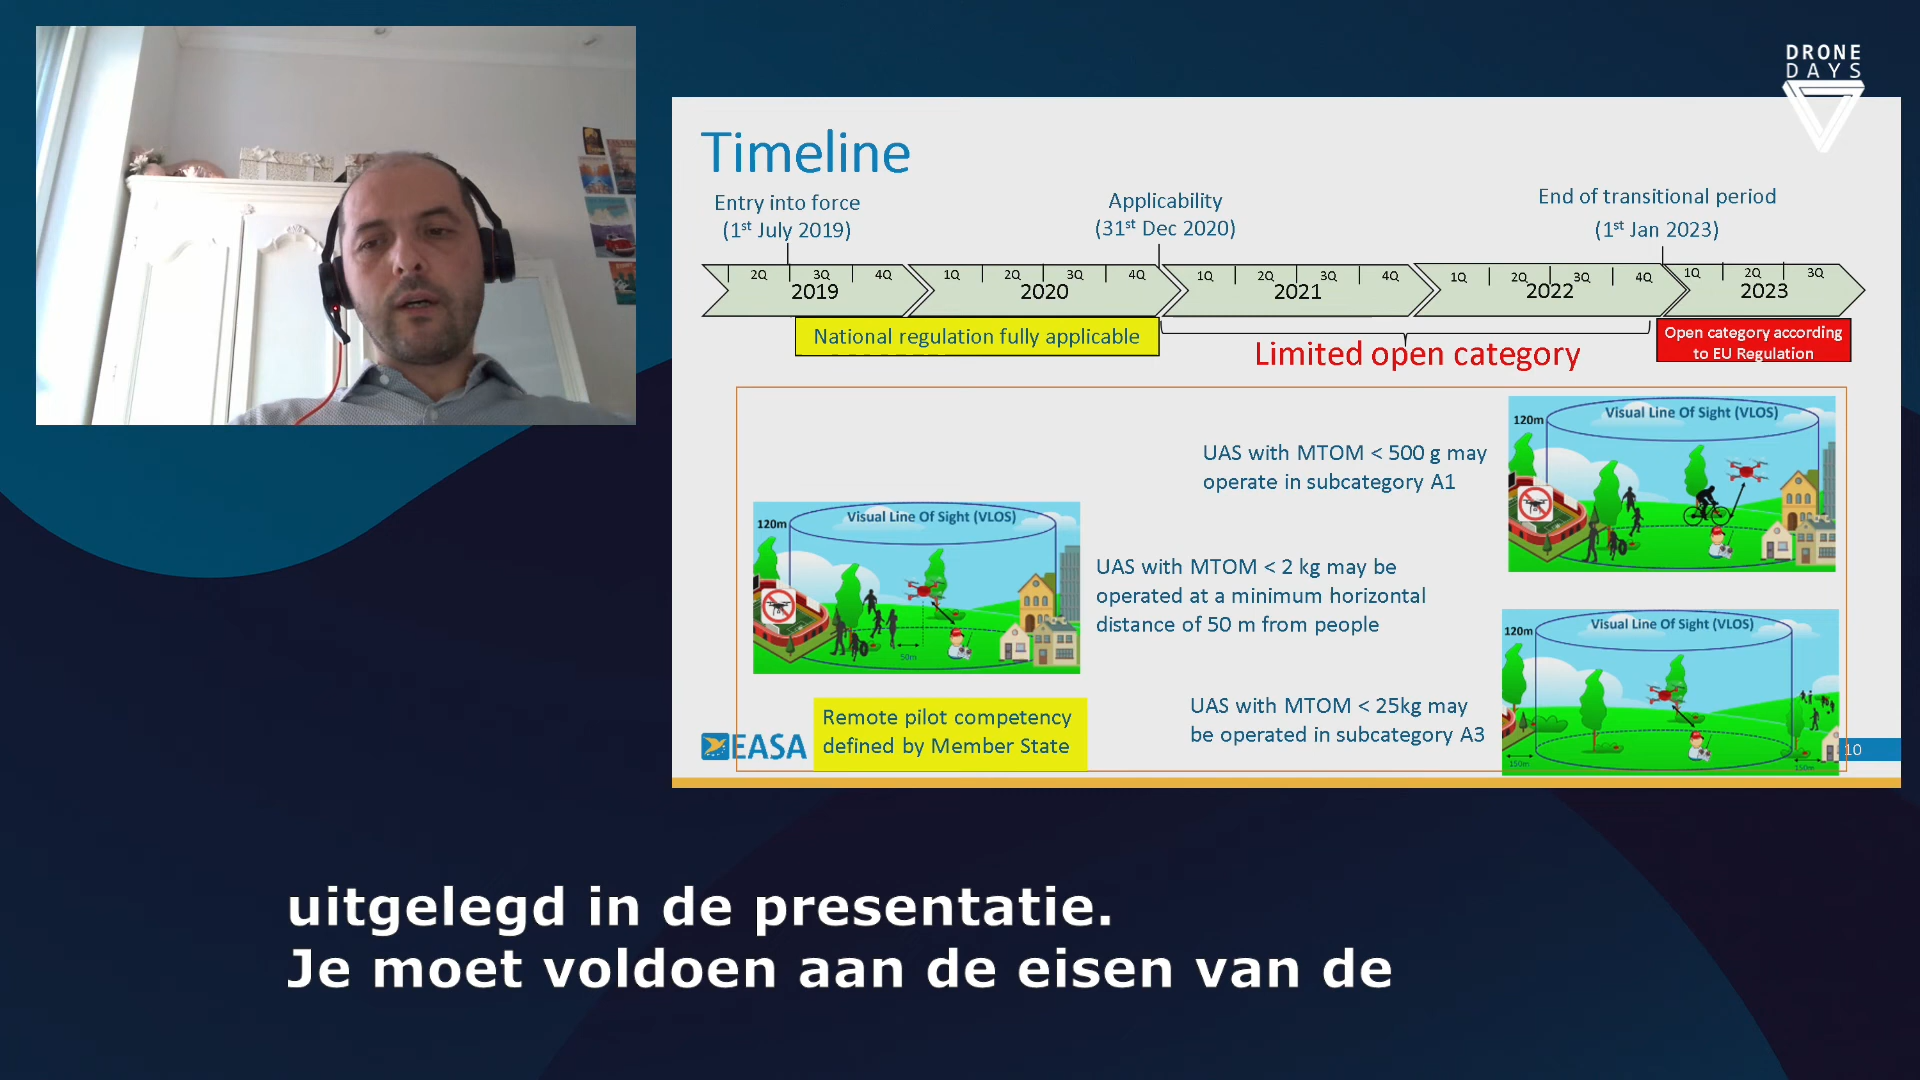 DRONE
DAYS
Timeline
Entry into force
(1st July 2019)
Applicability
(31st Dec 2020)
End of transitional period
(1st Jan 2023)
2Q 3Q 4Q 1Q 2Q 3Q 4Q 1Q 2Q 3Q 4Q 1Q 2Q 3Q 4Q 1Q 2Q 3Q
2019 2020 2021 2022 2023
National regulation fully applicable
Limited open category
Open category according
to EU Regulation
Visual Line Of Sight (VLOS)
120m
UAS with MTOM < 500 g may
operate in subcategory A1
Visual Line Of Sight (VLOS)
120m
50m
UAS with MTOM < 2 kg may be
operated at a minimum horizontal
distance of 50 m from people
Visual Line Of Sight (VLOS)
120m
150m
150m
UAS with MTOM < 25kg may
be operated in subcategory A3
Remote pilot competency
defined by Member State
EASA
10
uitgelegd in de presentatie.
Je moet voldoen aan de eisen van de